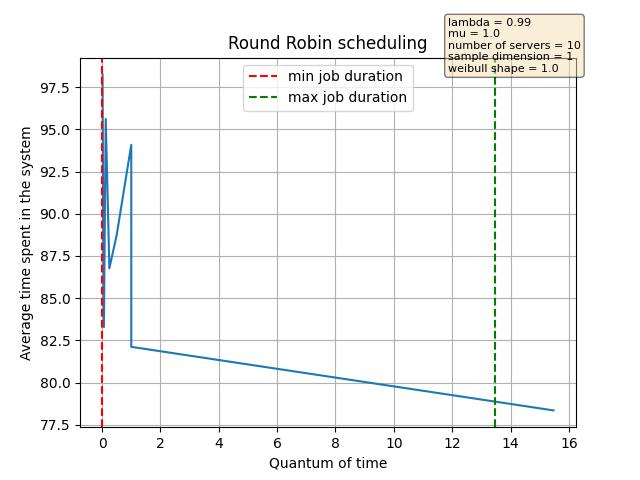 lambda = 0.99
mu = 1.0
number of servers = 10
sample dimension = 1
weibull shape = 1.0
Round Robin scheduling
min job duration
max job duration
Average time spent in the system
97.5
95.0
92.5
90.0
87.5
85.0
82.5
80.0
77.5
0 2 4 6 8 10 12 14 16
Quantum of time